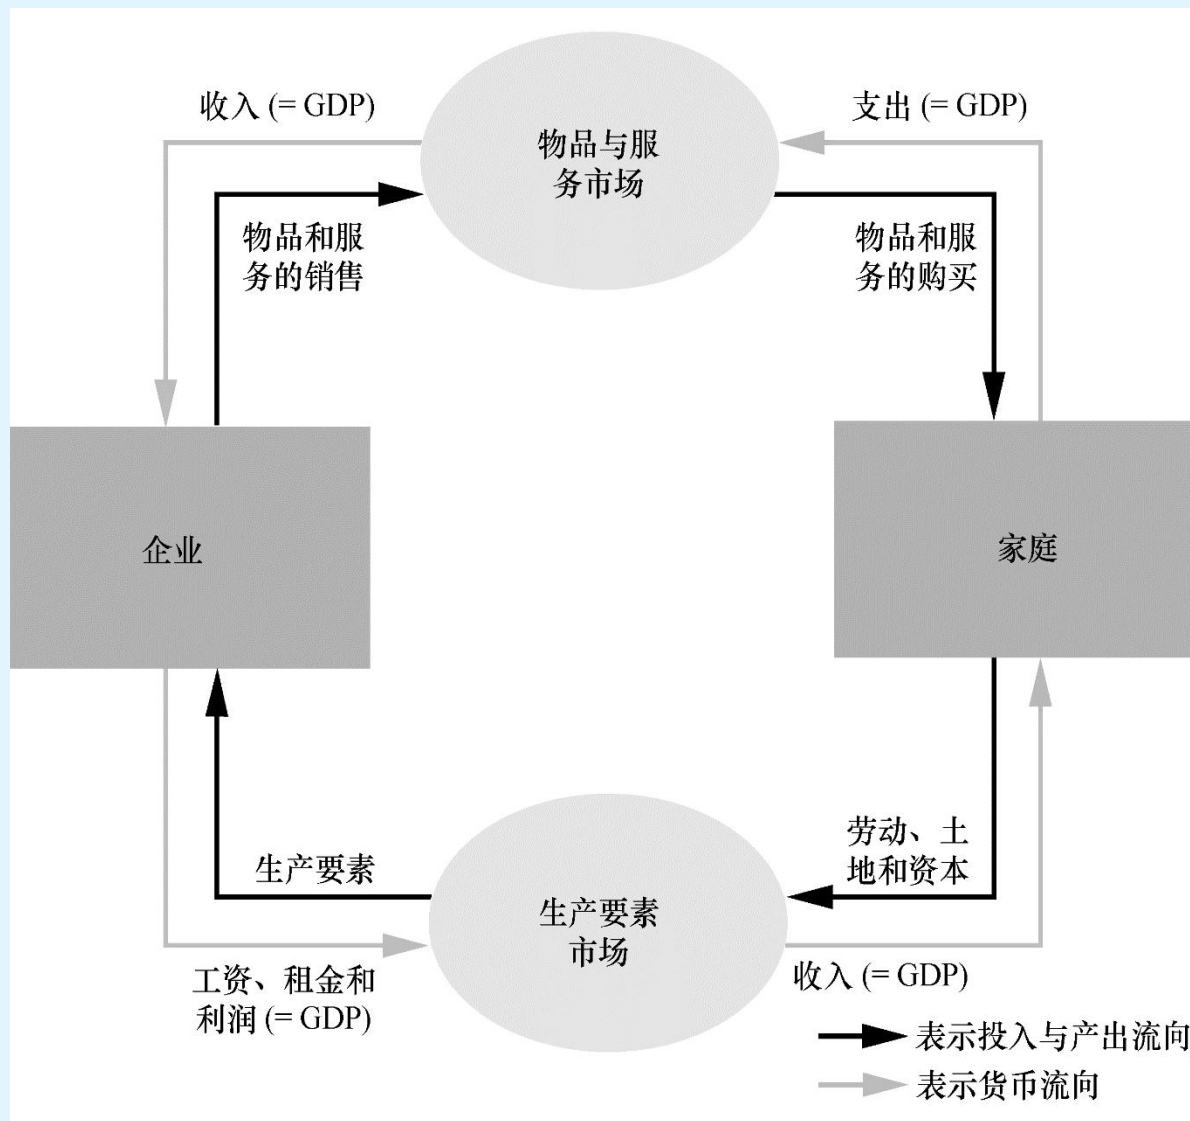 收入 (= GDP)
支出 (= GDP)
物品与服
务市场
物品和服
务的销售
物品和服
务的购买
企业
家庭
劳动、土
地和资本
生产要素
生产要素
市场
工资、租金和
利润 (= GDP)
收入 (= GDP)
表示投入与产出流向
表示货币流向